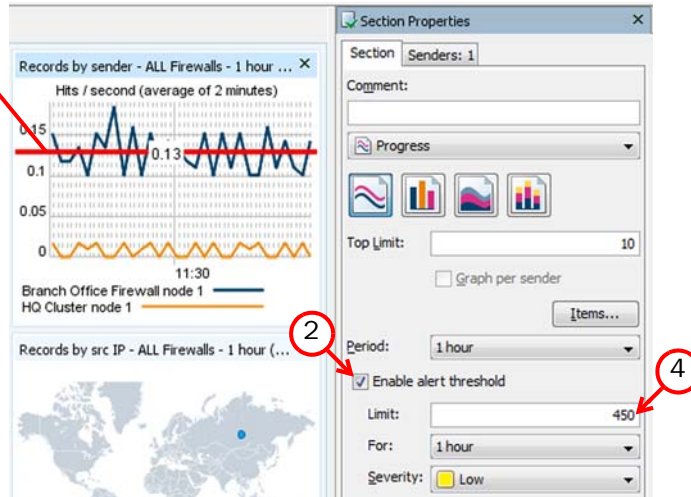 Records by sender - ALL Firewalls - 1 hour ...
Hits / second (average of 2 minutes)
0.15
0.13
0.1
0.05
0
11:30
Branch Office Firewall node 1
HQ Cluster node 1
Records by src IP - ALL Firewalls - 1 hour (...
Section Properties
Section
Senders: 1
Comment:
Progress
Top Limit:
10
Graph per sender
Items...
Period:
1 hour
2
Enable alert threshold
4
Limit:
450
For:
1 hour
Severity:
Low